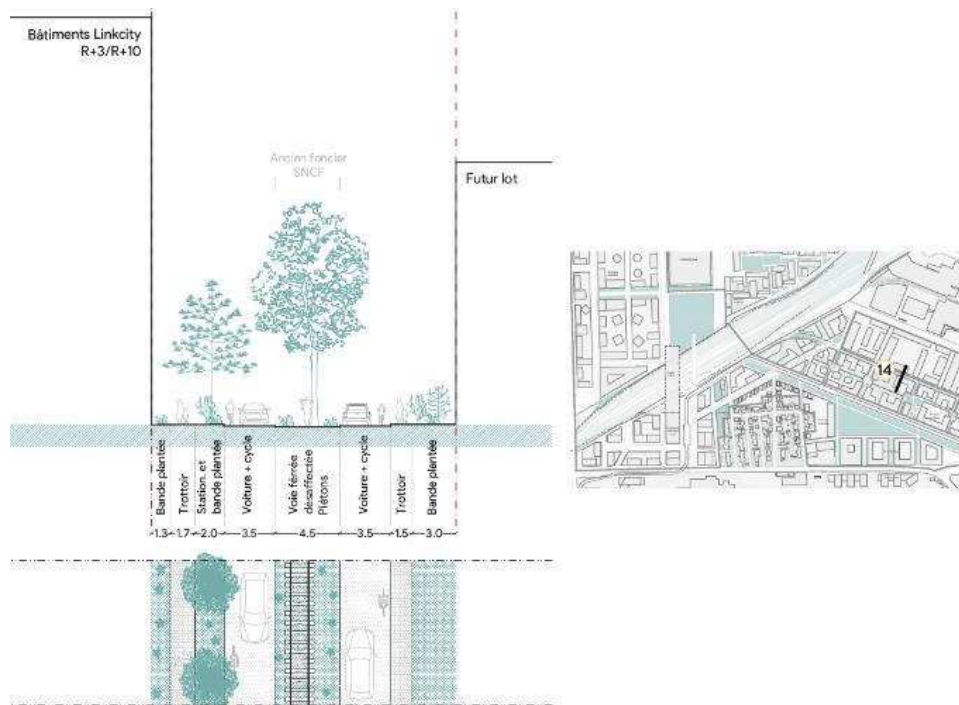 Bâtiments Linkcity
R+3/R+10
Ancien foncier
SNCF
Futur lot
14
Bande plantée
Trottoir
Station. et
bande plantée
Voiture + cycle
Voie férrée
désaffectée
Piétons
Voiture + cycle
Trottoir
Bande plantée
1.3 1.7 2.0 3.5 4.5 3.5 1.5 3.0